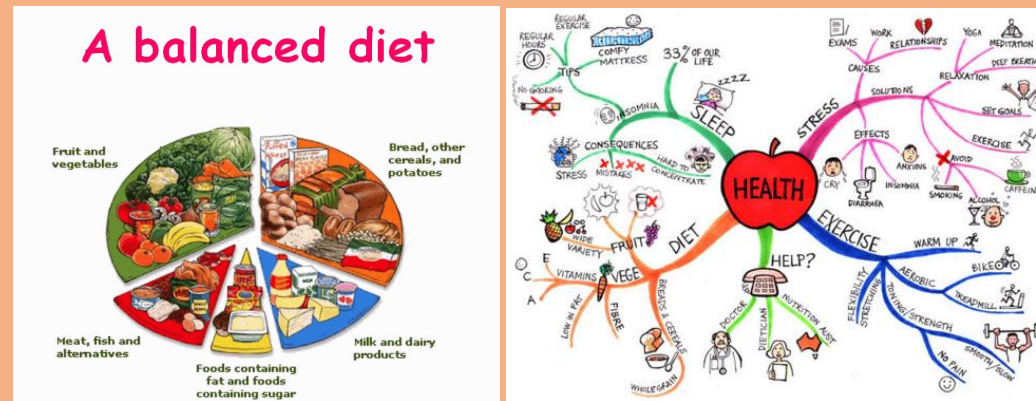 A balanced diet
Fruit and
vegetables
Bread, other
cereals, and
potatoes
Meat, fish and
alternatives
Foods containing
fat and foods
containing sugar
Milk and dairy
products
HEALTH
SLEEP
33% OF OUR
LIFE
ZZZZ
INSOMNIA
TIPS
REGULAR
EXERCISE
REGULAR
HOURS
COMFY
MATTRESS
NO SMOKING
CONSEQUENCES
STRESS
MISTAKES
HARD TO
CONCENTRATE
STRESS
CAUSES
EXAMS
WORK
RELATIONSHIPS
SOLUTIONS
RELAXATION
YOGA
MEDITATIO
DEEP BREATH
SET GOALS
EXERCISE
AVOID
SMOKING
ALCOHOL
CAFFEIN
EFFECTS
CRY
DIARRHEA
INSOMNIA
ANXIOUS
EXERCISE
WARM UP
AEROBIC
BIKE
TREADMILL
TONING/STRENGTH
SMOOTH/SLOW
NO PAIN
FLEXIBILITY
STRETCHING
HELP?
DOCTOR
DIETICIAN
NUTRITION AUST
DIET
FRUIT
WIDE
VARIETY
VEGE
VITAMINS
E
C
A
LOW IN FAT
FIBRE
BREADS & CEREALS
WHOLEGRAIN